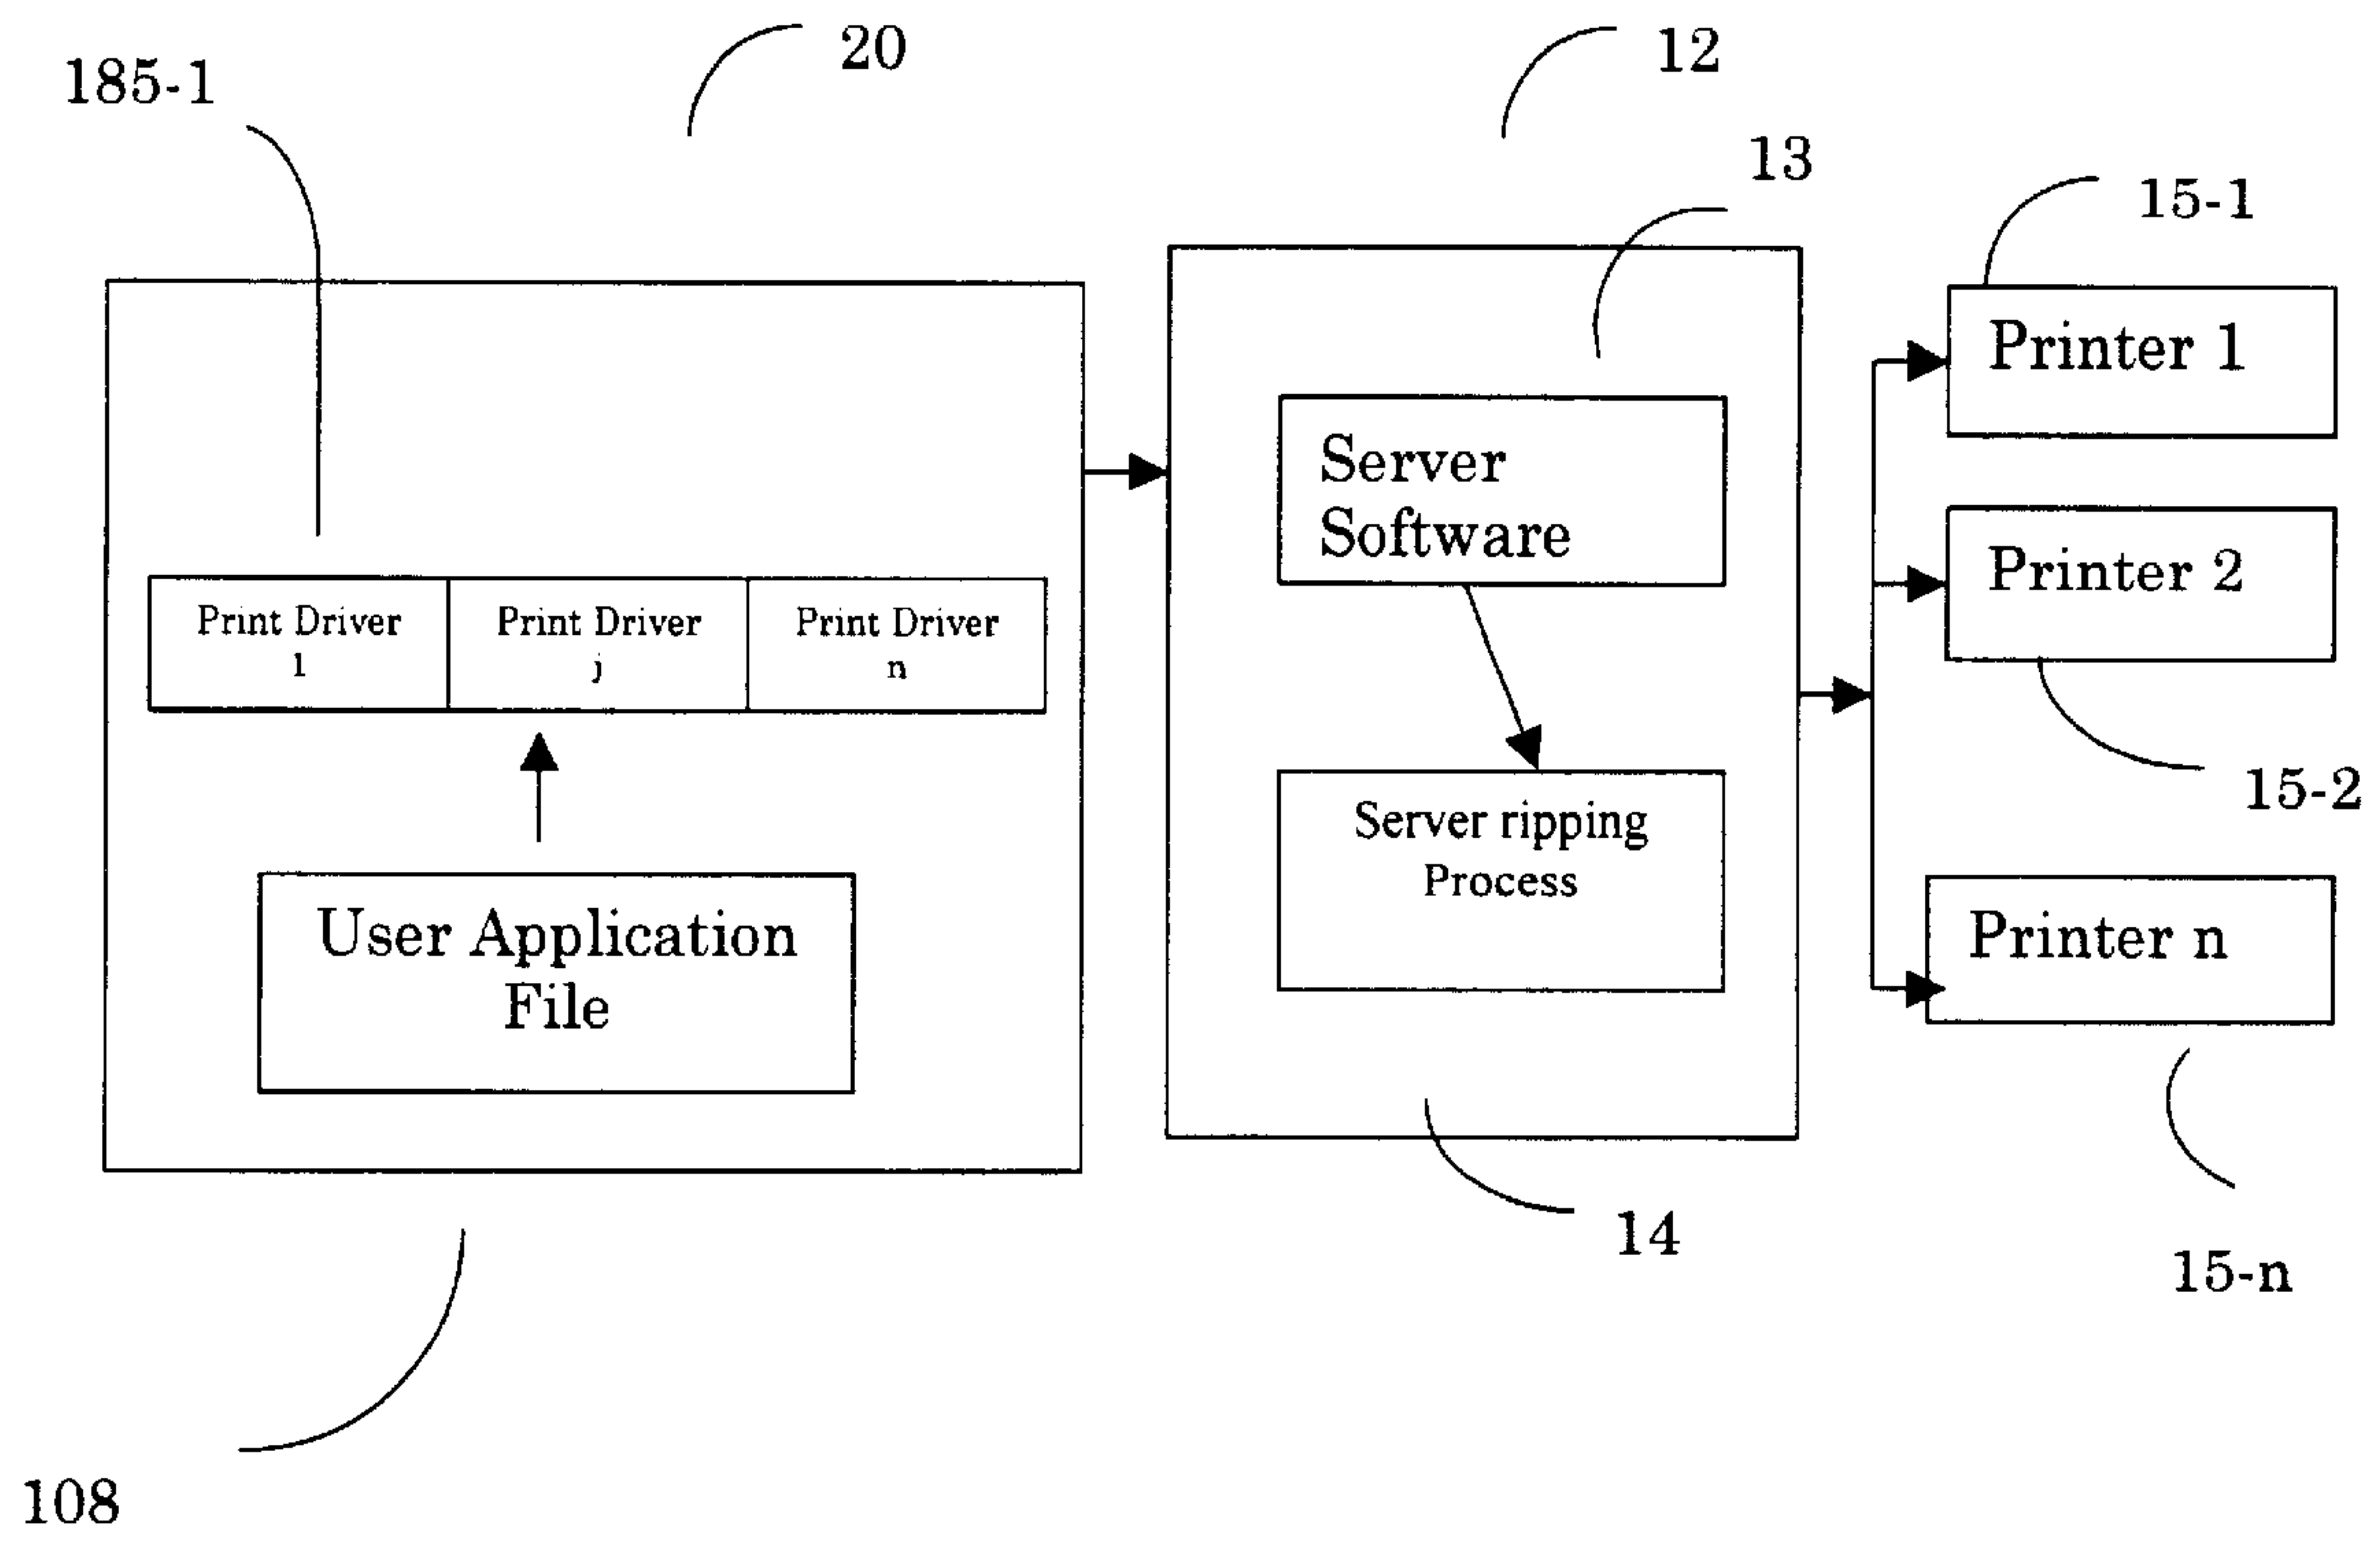 20
12
185-1
13
15-1
Printer 1
Server
Software
Printer 2
Print Driver
1
Print Driver
j
Print Driver
n
15-2
Server ripping
Process
User Application
File
Printer n
14
15-n
108